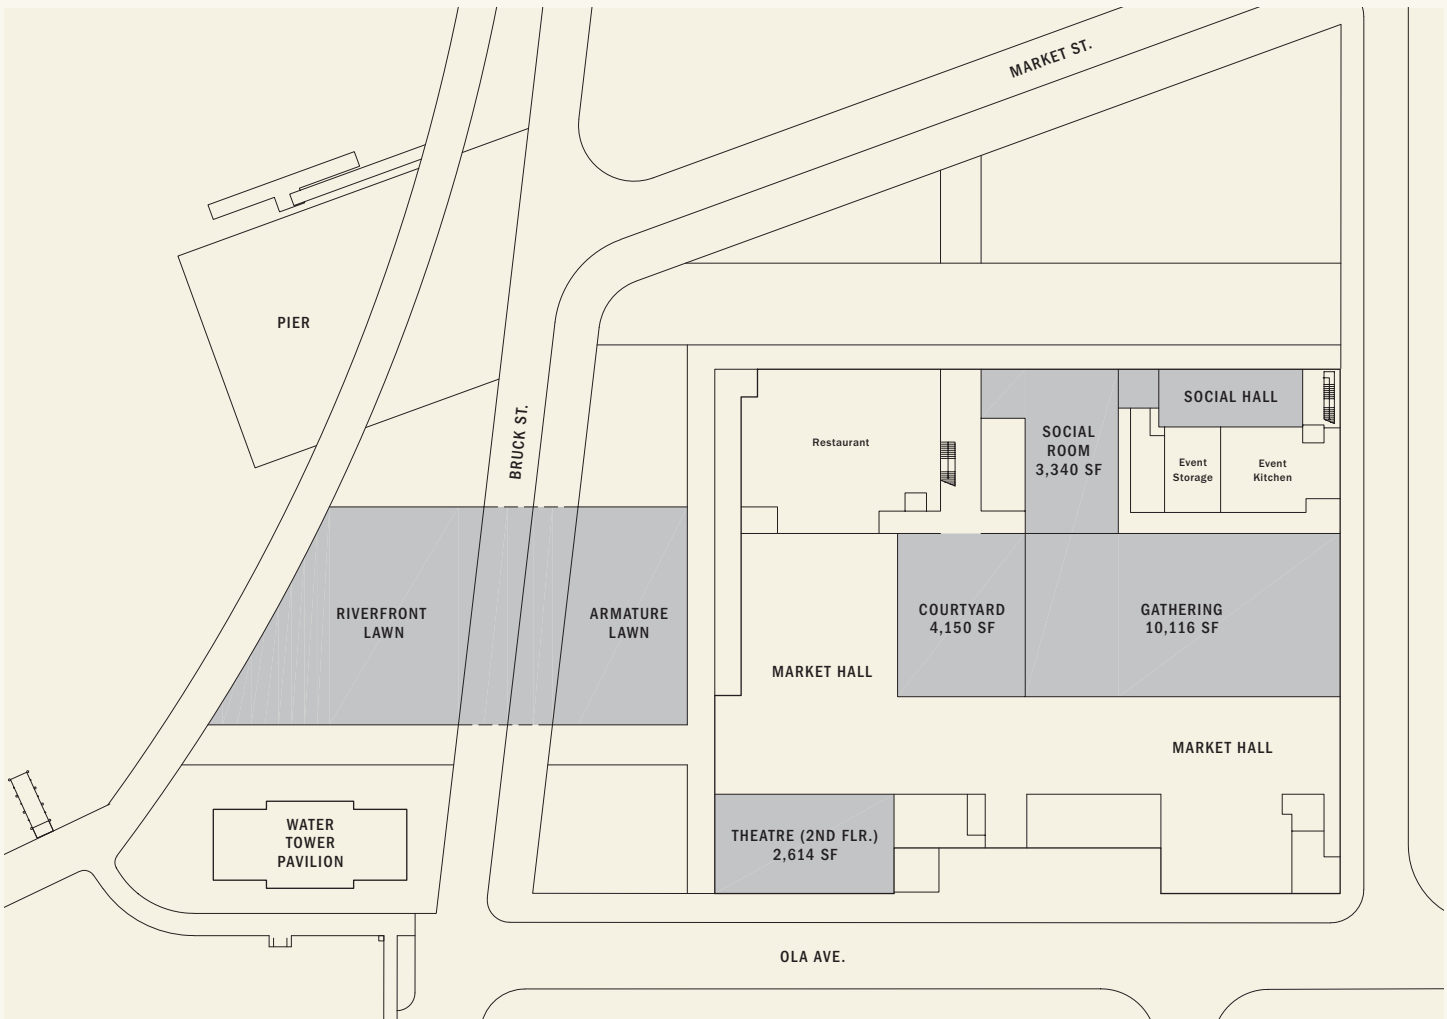 MARKET ST.
PIER
BRUCK ST.
SOCIAL HALL
SOCIAL
ROOM
3,340 SF
Restaurant
Event
Storage
Event
Kitchen
RIVERFRONT
LAWN
ARMATURE
LAWN
COURTYARD
4,150 SF
GATHERING
10,116 SF
MARKET HALL
MARKET HALL
WATER
TOWER
PAVILION
THEATRE (2ND FLR.)
2,614 SF
OLA AVE.